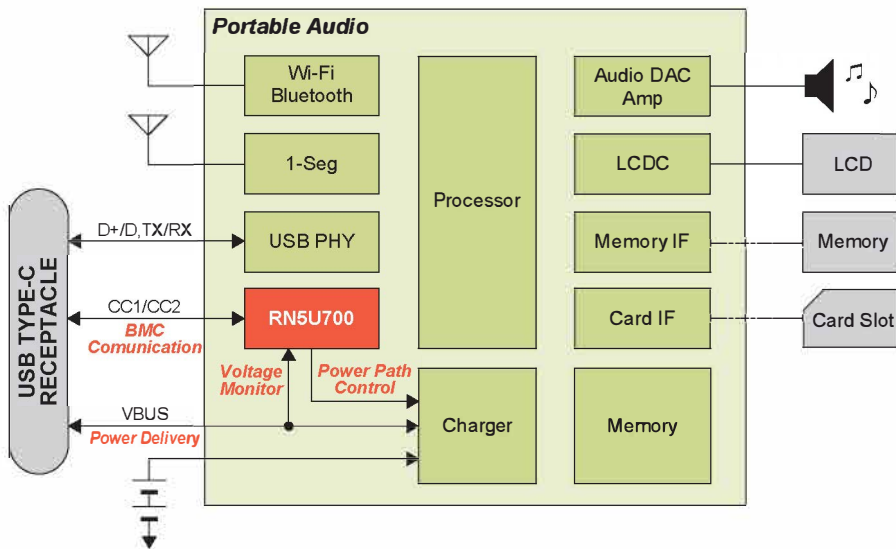 Portable Audio
Wi-Fi
Bluetooth
1-Seg
USB PHY
RN5U700
Processor
Charger
Audio DAC
Amp
LCDC
Memory IF
Card IF
Memory
LCD
Memory
Card Slot
USB TYPE-C
RECEPTACLE
D+/D,TX/RX
CC1/CC2
BMC
Comunication
Voltage
Monitor
Power Path
Control
VBUS
Power Delivery